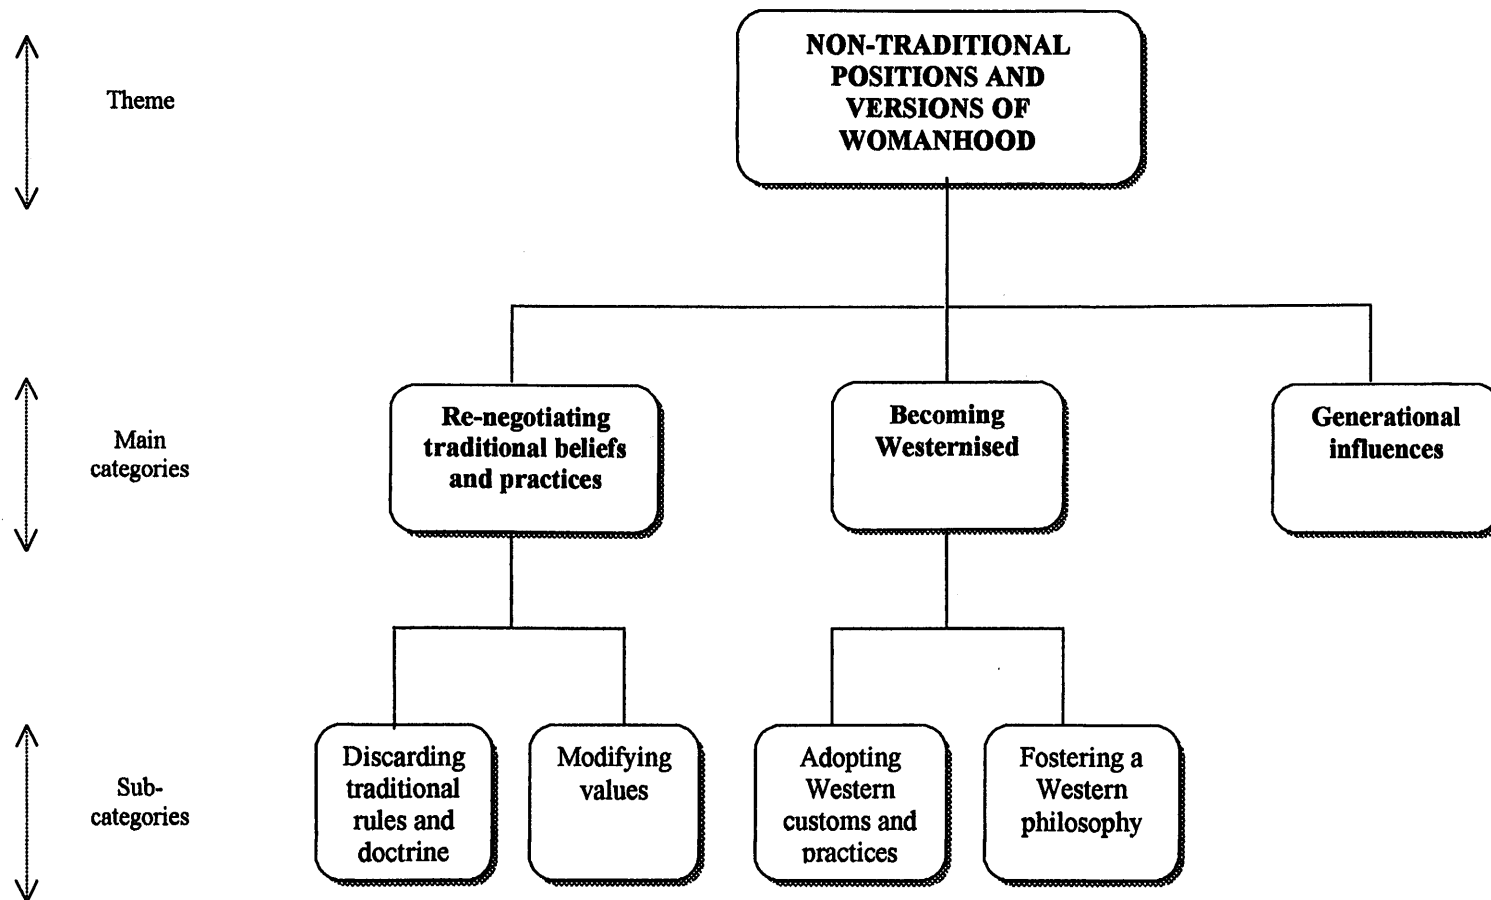 Theme
NON-TRADITIONAL
POSITIONS AND
VERSIONS OF
WOMANHOOD
Main
categories
Re-negotiating
traditional beliefs
and practices
Becoming
Westernised
Generational
influences
Sub-
categories
Discarding
traditional
rules and
doctrine
Modifying
values
Adopting
Western
customs and
practices
Fostering a
Western
philosophy